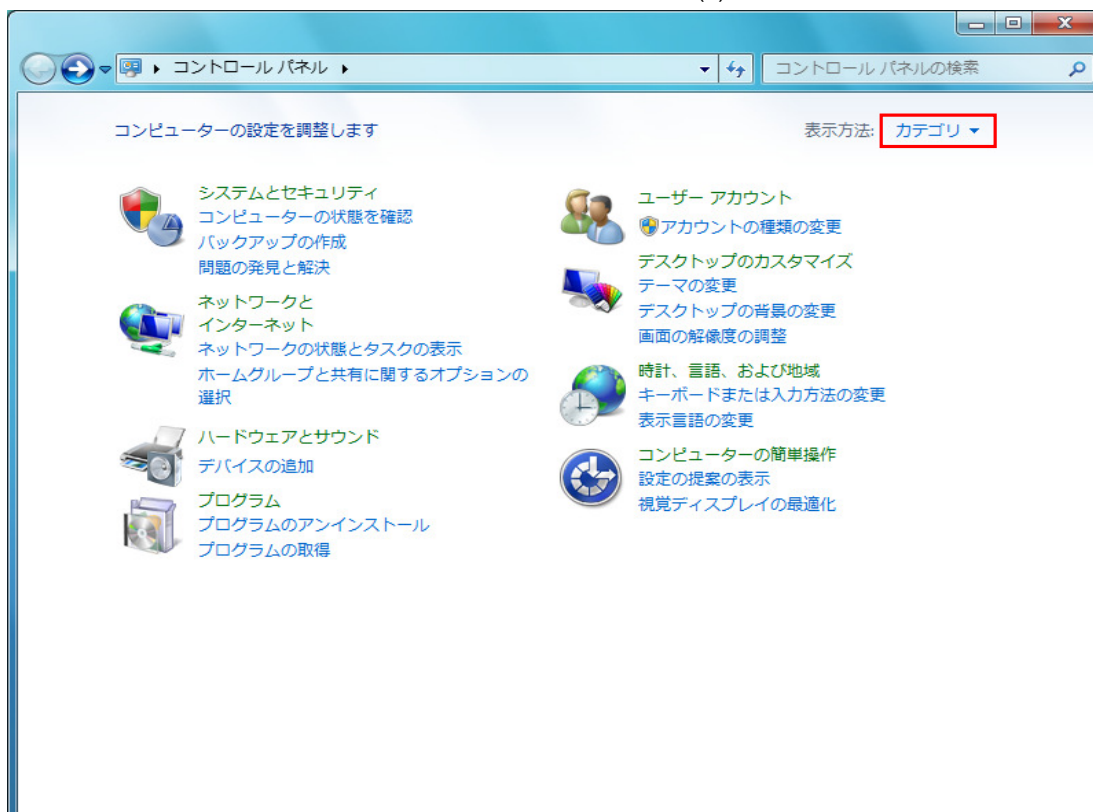 コントロール パネル
コントロール パネルの検索
コンピューターの設定を調整します
表示方法: カテゴリ
システムとセキュリティ
コンピューターの状態を確認
バックアップの作成
問題の発見と解決
ネットワークと
インターネット
ネットワークの状態とタスクの表示
ホームグループと共有に関するオプションの
選択
ハードウェアとサウンド
デバイスの追加
プログラム
プログラムのアンインストール
プログラムの取得
ユーザー アカウント
アカウントの種類の変更
デスクトップのカスタマイズ
テーマの変更
デスクトップの背景の変更
画面の解像度の調整
時計、言語、および地域
キーボードまたは入力方法の変更
表示言語の変更
コンピューターの簡単操作
設定の提案の表示
視覚ディスプレイの最適化